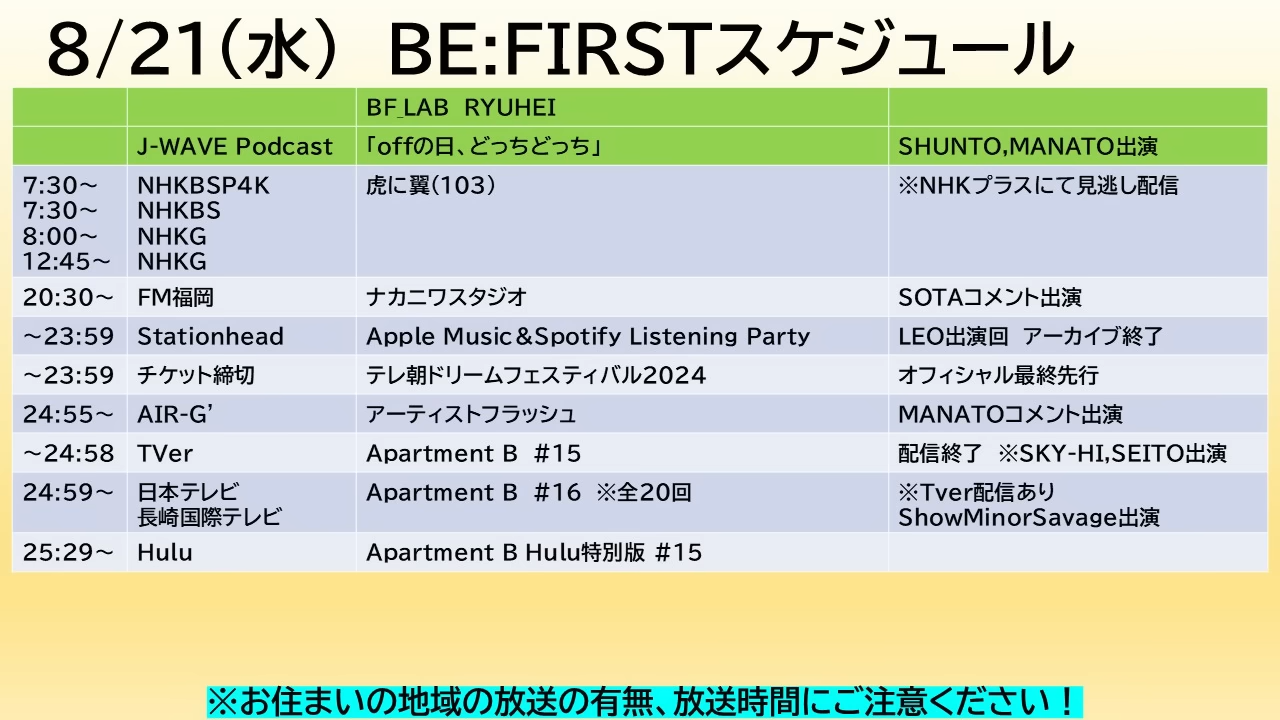 8/21(水) BE:FIRSTスケジュール
BF_LAB RYUHEI
J-WAVE Podcast 「offの日、どっちどっち」 SHUNTO,MANATO出演
7:30～ NHKBSP4K 虎に翼(103) ※NHKプラスにて見逃し配信
7:30～ NHKBS
8:00～ NHKG
12:45～ NHKG
20:30～ FM福岡 ナカニワスタジオ SOTAコメント出演
～23:59 Stationhead Apple Music＆Spotify Listening Party LEO出演回 アーカイブ終了
～23:59 チケット締切 テレ朝ドリームフェスティバル2024 オフィシャル最終先行
24:55～ AIR-G’ アーティストフラッシュ MANATOコメント出演
～24:58 TVer Apartment B #15 配信終了 ※SKY-HI,SEITO出演
24:59～ 日本テレビ Apartment B #16 ※全20回 ※Tver配信あり
長崎国際テレビ ShowMinorSavage出演
25:29～ Hulu Apartment B Hulu特別版 #15
※お住まいの地域の放送の有無、放送時間にご注意ください！